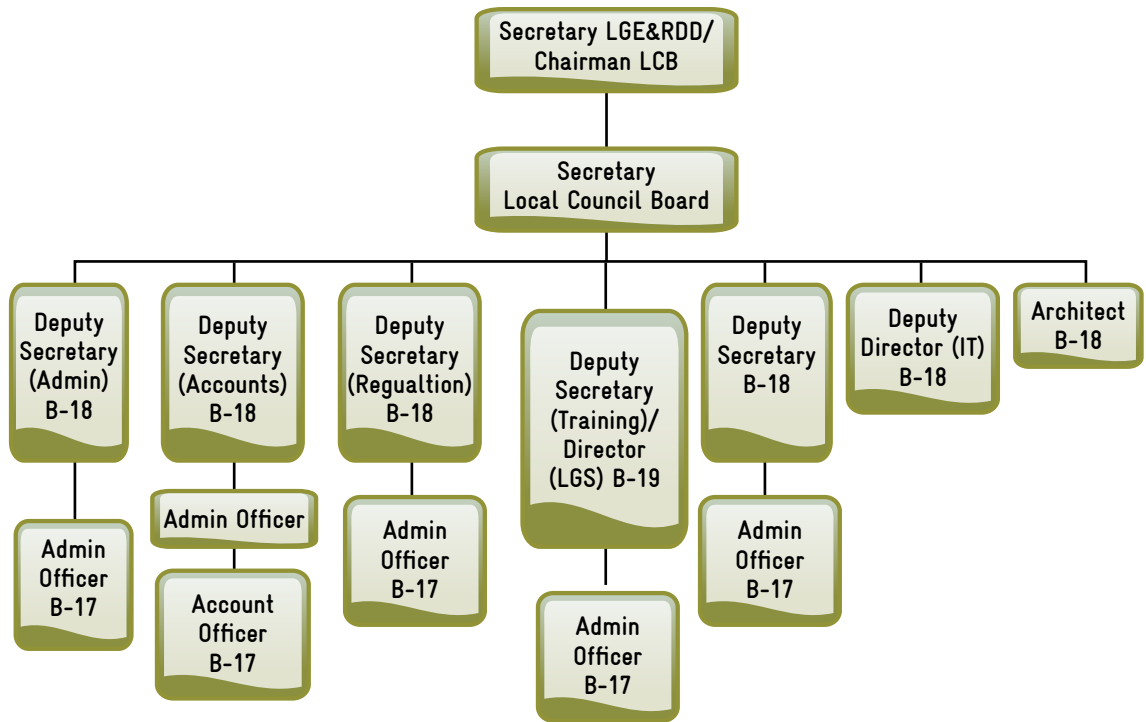 Secretary LGE&RDD/
Chairman LCB
Secretary
Local Council Board
Deputy
Secretary
(Admin)
B-18
Deputy
Secretary
(Accounts)
B-18
Deputy
Secretary
(Regualtion)
B-18
Deputy
Secretary
(Training)/
Director
(LGS) B-19
Deputy
Secretary
B-18
Deputy
Director (IT)
B-18
Architect
B-18
Admin
Officer
B-17
Admin Officer
Account
Officer
B-17
Admin
Officer
B-17
Admin
Officer
B-17
Admin
Officer
B-17